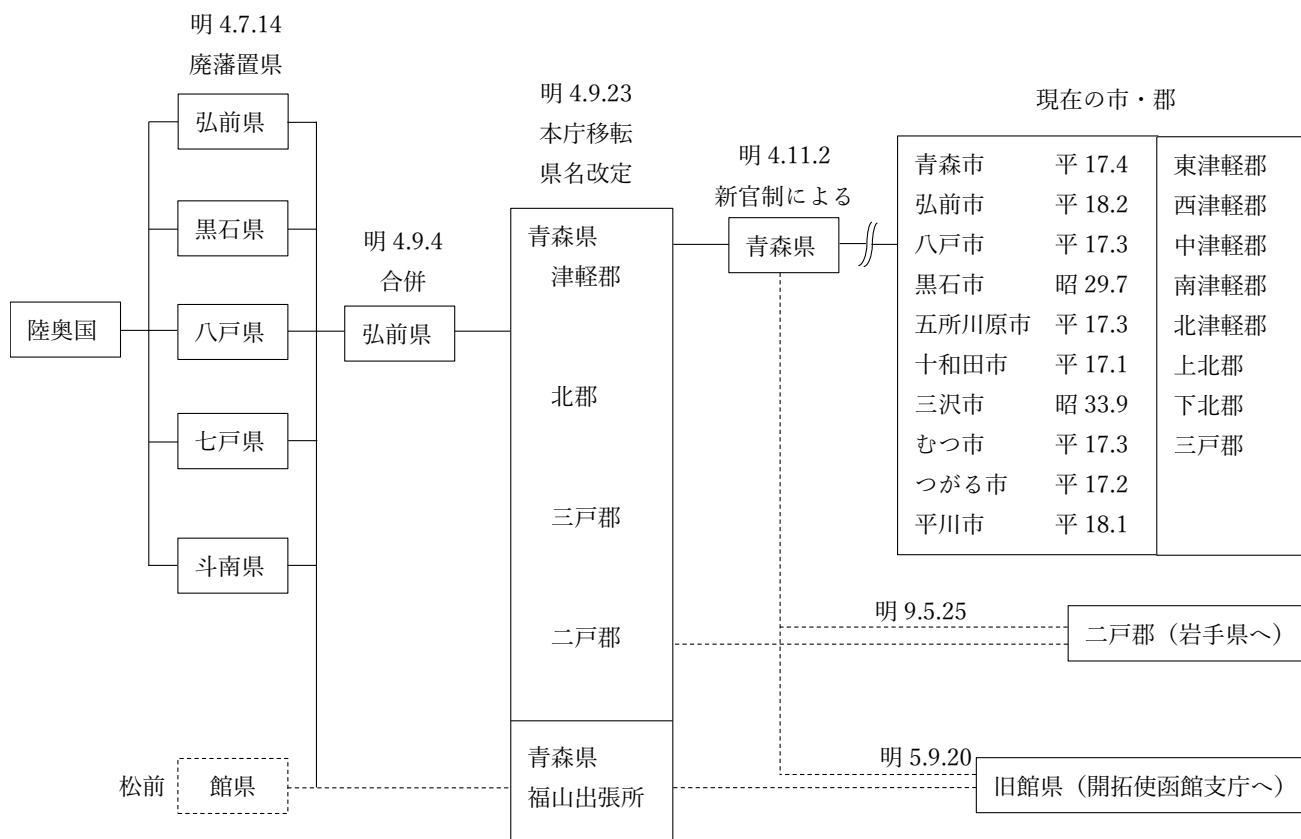 明 4.7.14
廃藩置県
陸奥国
弘前県
黒石県
八戸県
七戸県
斗南県
松前
館県
明 4.9.4
合併
弘前県
明 4.9.23
本庁移転
県名改定
青森県
津軽郡
北郡
三戸郡
二戸郡
青森県
福山出張所
明 4.11.2
新官制による
青森県
現在の市・郡
青森市 平 17.4
弘前市 平 18.2
八戸市 平 17.3
黒石市 昭 29.7
五所川原市 平 17.3
十和田市 平 17.1
三沢市 昭 33.9
むつ市 平 17.3
つがる市 平 17.2
平川市 平 18.1
東津軽郡
西津軽郡
中津軽郡
南津軽郡
北津軽郡
上北郡
下北郡
三戸郡
明 9.5.25
二戸郡（岩手県へ）
明 5.9.20
旧館県（開拓使函館支庁へ）